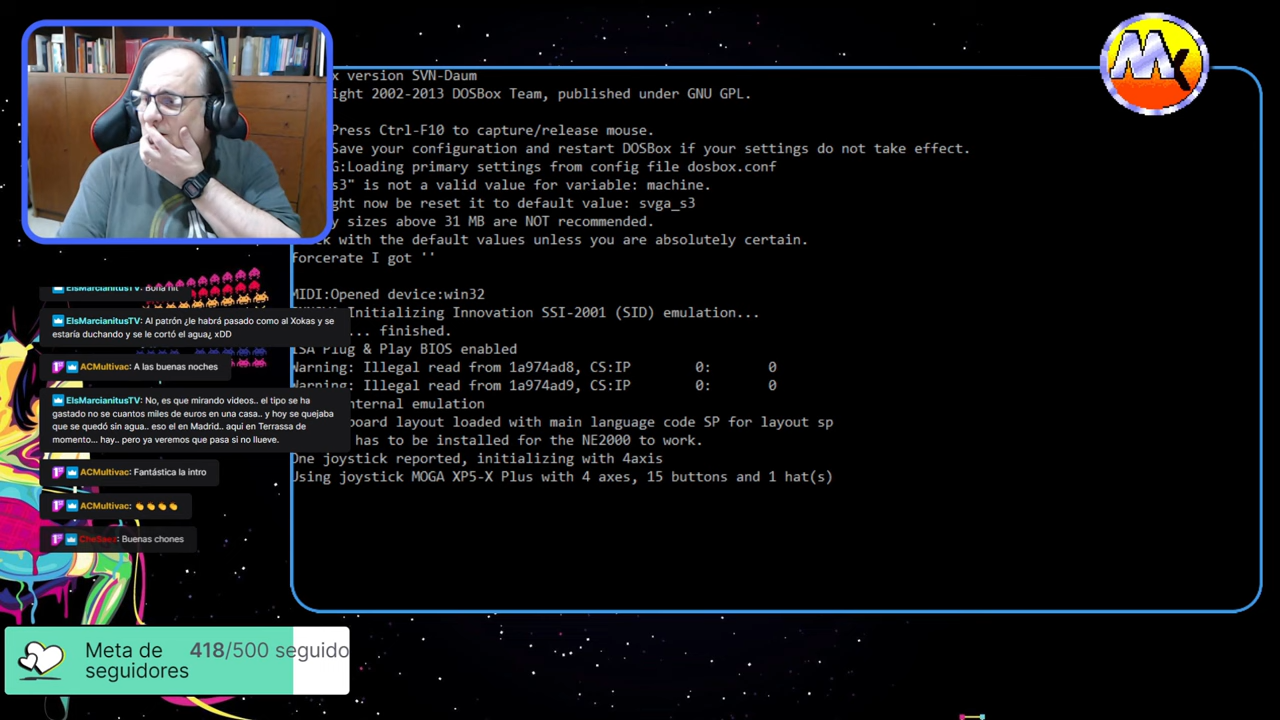 x version SVN-Daum
ight 2002-2013 DOSBox Team, published under GNU GPL.
Press Ctrl-F10 to capture/release mouse.
Save your configuration and restart DOSBox if your settings do not take effect.
G:Loading primary settings from config file dosbox.conf
s3" is not a valid value for variable: machine.
ght now be reset it to default value: svga_s3
y sizes above 31 MB are NOT recommended.
k with the default values unless you are absolutely certain.
Forcerate I got ''
MIDI:Opened device:win32
Initializing Innovation SSI-2001 (SID) emulation...
... finished.
ISA Plug & Play BIOS enabled
Warning: Illegal read from 1a974ad8, CS:IP 0: 0
Warning: Illegal read from 1a974ad9, CS:IP 0: 0
nternal emulation
board layout loaded with main language code SP for layout sp
has to be installed for the NE2000 to work.
One joystick reported, initializing with 4axis
Using joystick MOGA XP5-X Plus with 4 axes, 15 buttons and 1 hat(s)
MK
ElsMarcianitusTV: Buna nit
ElsMarcianitusTV: Al patrón ¿le habrá pasado como al Xokas y se
estaría duchando y se le cortó el agua¿ xDD
ACMultivac: A las buenas noches
ElsMarcianitusTV: No, es que mirando videos.. el tipo se ha
gastado no se cuantos miles de euros en una casa.. y hoy se quejaba
que se quedó sin agua.. eso el en Madrid.. aqui en Terrassa de
momento... hay.. pero ya veremos que pasa si no llueve.
ACMultivac: Fantástica la intro
ACMultivac: 👏👏👏👏
CheSaez: Buenas chones
Meta de
seguidores
418/500 seguido